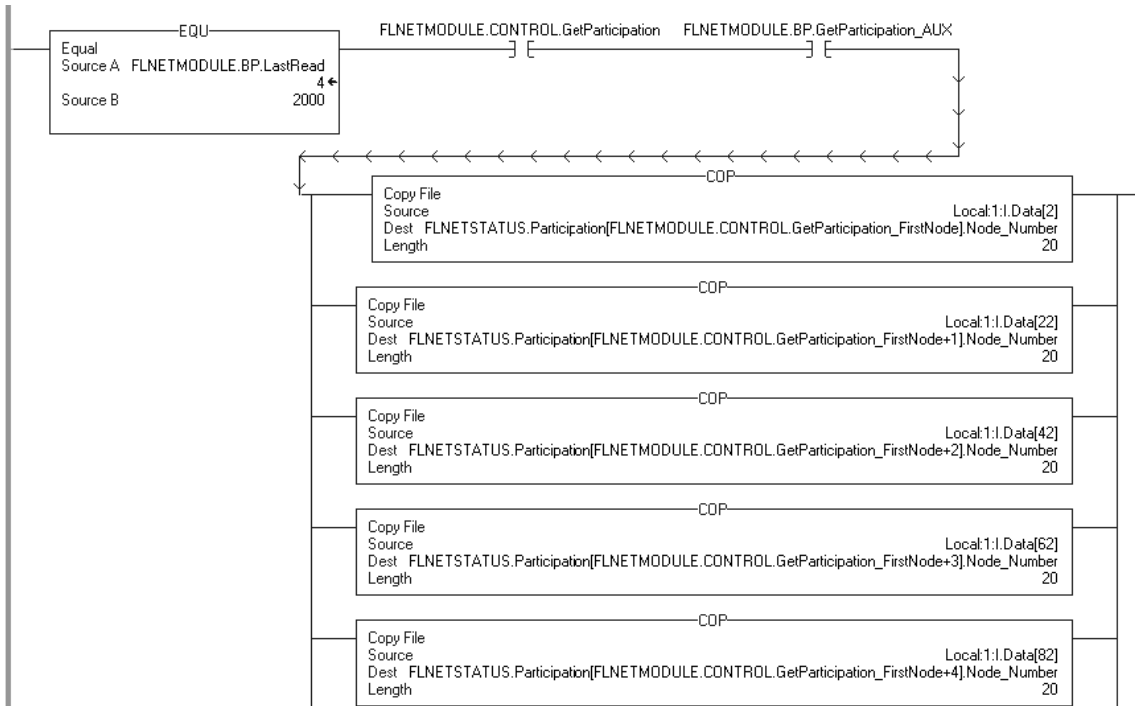 EQU
Equal
Source A FLNETMODULE.BP.LastRead
4
Source B 2000
FLNETMODULE.CONTROL.GetParticipation
FLNETMODULE.BP.GetParticipation_AUX
COP
Copy File
Source Local:1:I.Data[2]
Dest FLNETSTATUS.Participation[FLNETMODULE.CONTROL.GetParticipation_FirstNode].Node_Number
Length 20
COP
Copy File
Source Local:1:I.Data[22]
Dest FLNETSTATUS.Participation[FLNETMODULE.CONTROL.GetParticipation_FirstNode+1].Node_Number
Length 20
COP
Copy File
Source Local:1:I.Data[42]
Dest FLNETSTATUS.Participation[FLNETMODULE.CONTROL.GetParticipation_FirstNode+2].Node_Number
Length 20
COP
Copy File
Source Local:1:I.Data[62]
Dest FLNETSTATUS.Participation[FLNETMODULE.CONTROL.GetParticipation_FirstNode+3].Node_Number
Length 20
COP
Copy File
Source Local:1:I.Data[82]
Dest FLNETSTATUS.Participation[FLNETMODULE.CONTROL.GetParticipation_FirstNode+4].Node_Number
Length 20